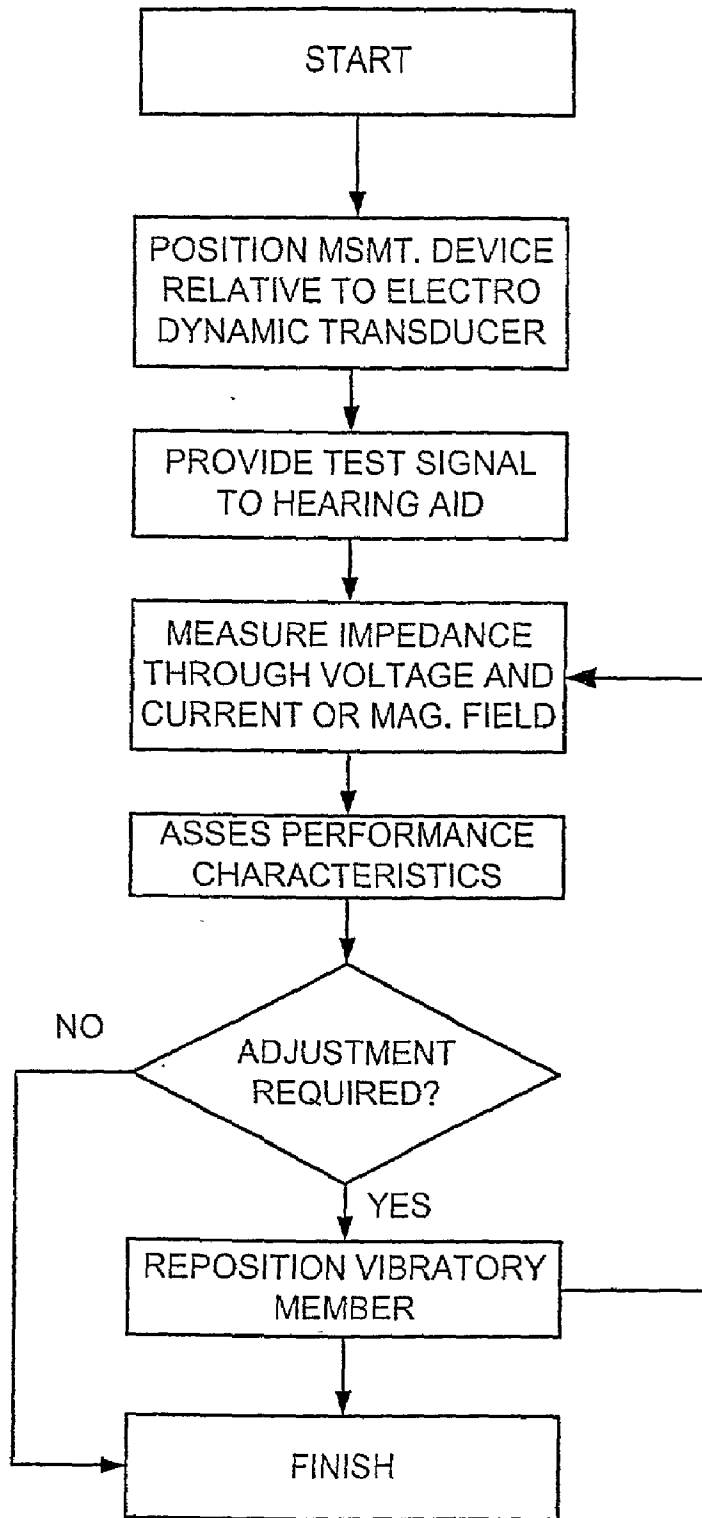 START
POSITION MSMT. DEVICE
RELATIVE TO ELECTRO
DYNAMIC TRANSDUCER
PROVIDE TEST SIGNAL
TO HEARING AID
MEASURE IMPEDANCE
THROUGH VOLTAGE AND
CURRENT OR MAG. FIELD
ASSES PERFORMANCE
CHARACTERISTICS
NO
ADJUSTMENT
REQUIRED?
YES
REPOSITION VIBRATORY
MEMBER
FINISH